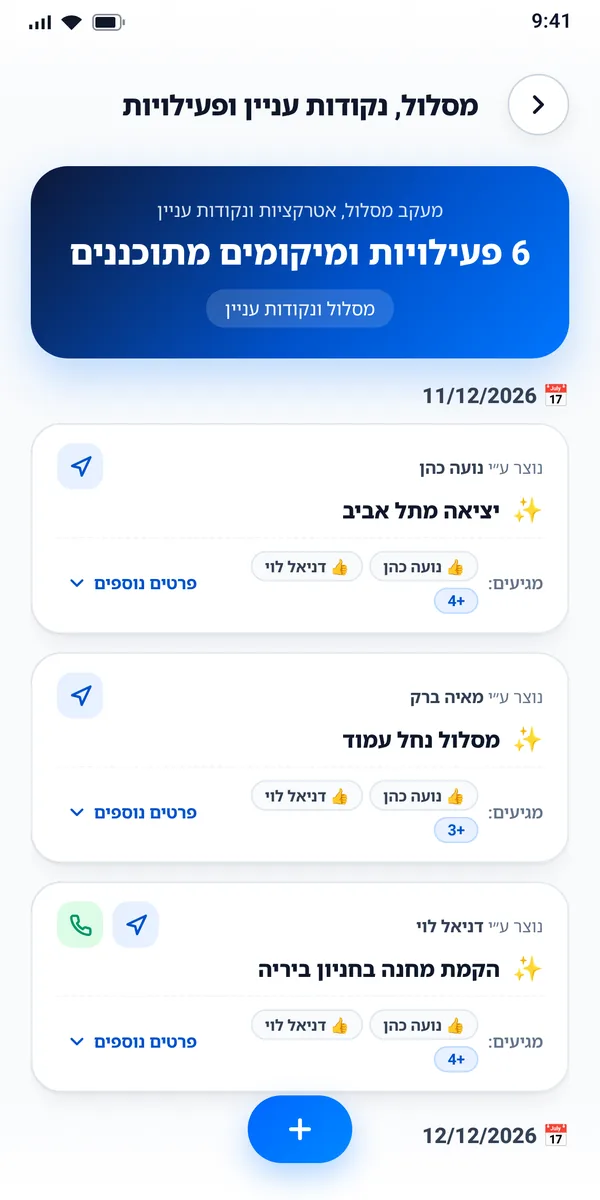 9:41
מסלול, נקודות עניין ופעילויות
מעקב מסלול, אטרקציות ונקודות עניין
6 פעילויות ומיקומים מתוכננים
מסלול ונקודות עניין
📅 11/12/2026
נוצר ע״י נועה כהן
✨ יציאה מתל אביב
מגיעים: 👍 נועה כהן 👍 דניאל לוי פרטים נוספים
+4
נוצר ע״י מאיה ברק
✨ מסלול נחל עמוד
מגיעים: 👍 נועה כהן 👍 דניאל לוי פרטים נוספים
+3
נוצר ע״י דניאל לוי
✨ הקמת מחנה בחניון ביריה
מגיעים: 👍 נועה כהן 👍 דניאל לוי פרטים נוספים
+4
📅 12/12/2026
+